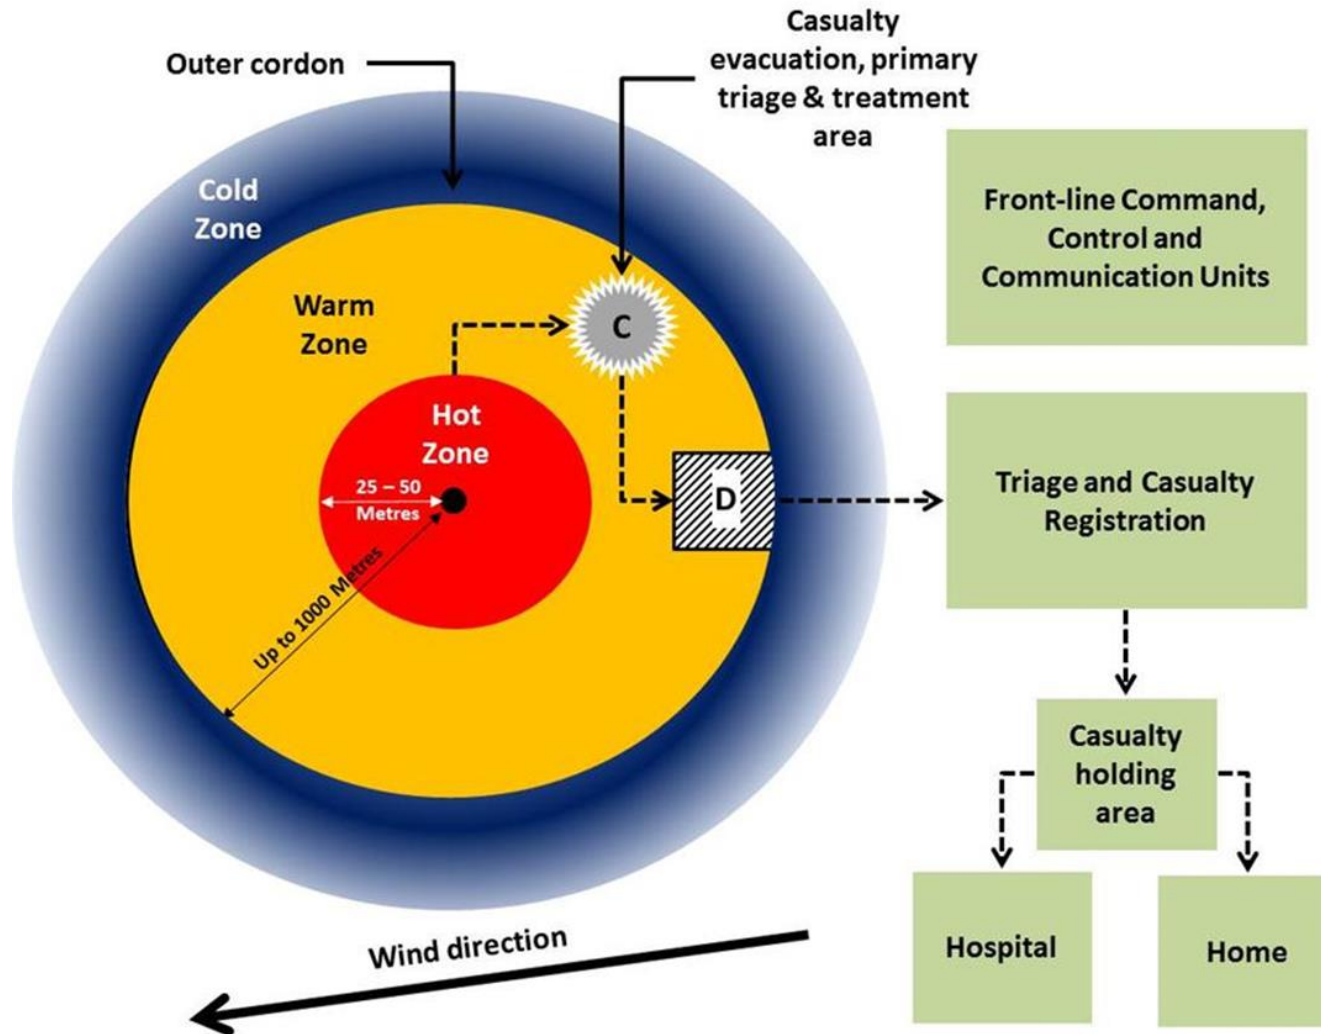 Outer cordon
Casualty
evacuation, primary
triage & treatment
area
Cold
Zone
Warm
Zone
C
Hot
Zone
25 – 50
Metres
D
Up to 1000 Metres
Front-line Command,
Control and
Communication Units
Triage and Casualty
Registration
Casualty
holding
area
Hospital
Home
Wind direction